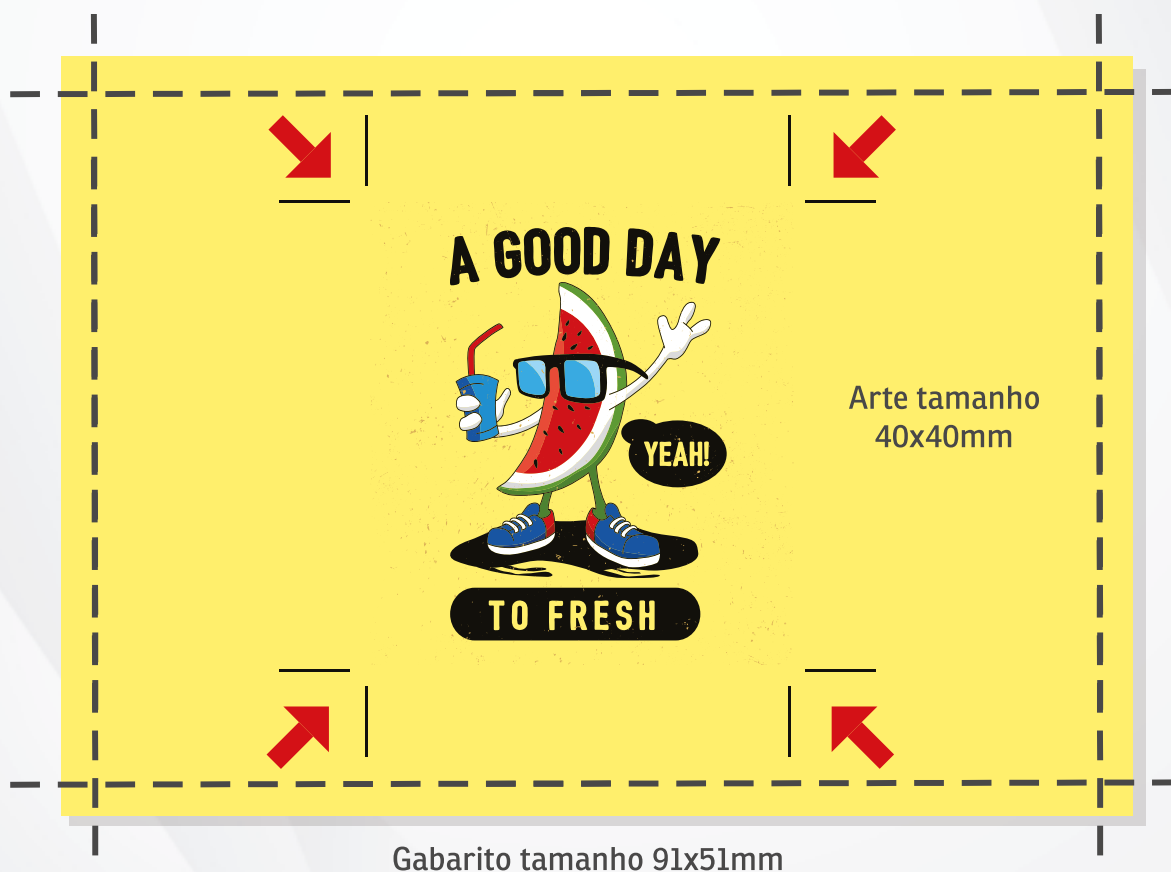 A GOOD DAY
Arte tamanho
40x40mm
YEAH!
TO FRESH
Gabarito tamanho 91x51mm